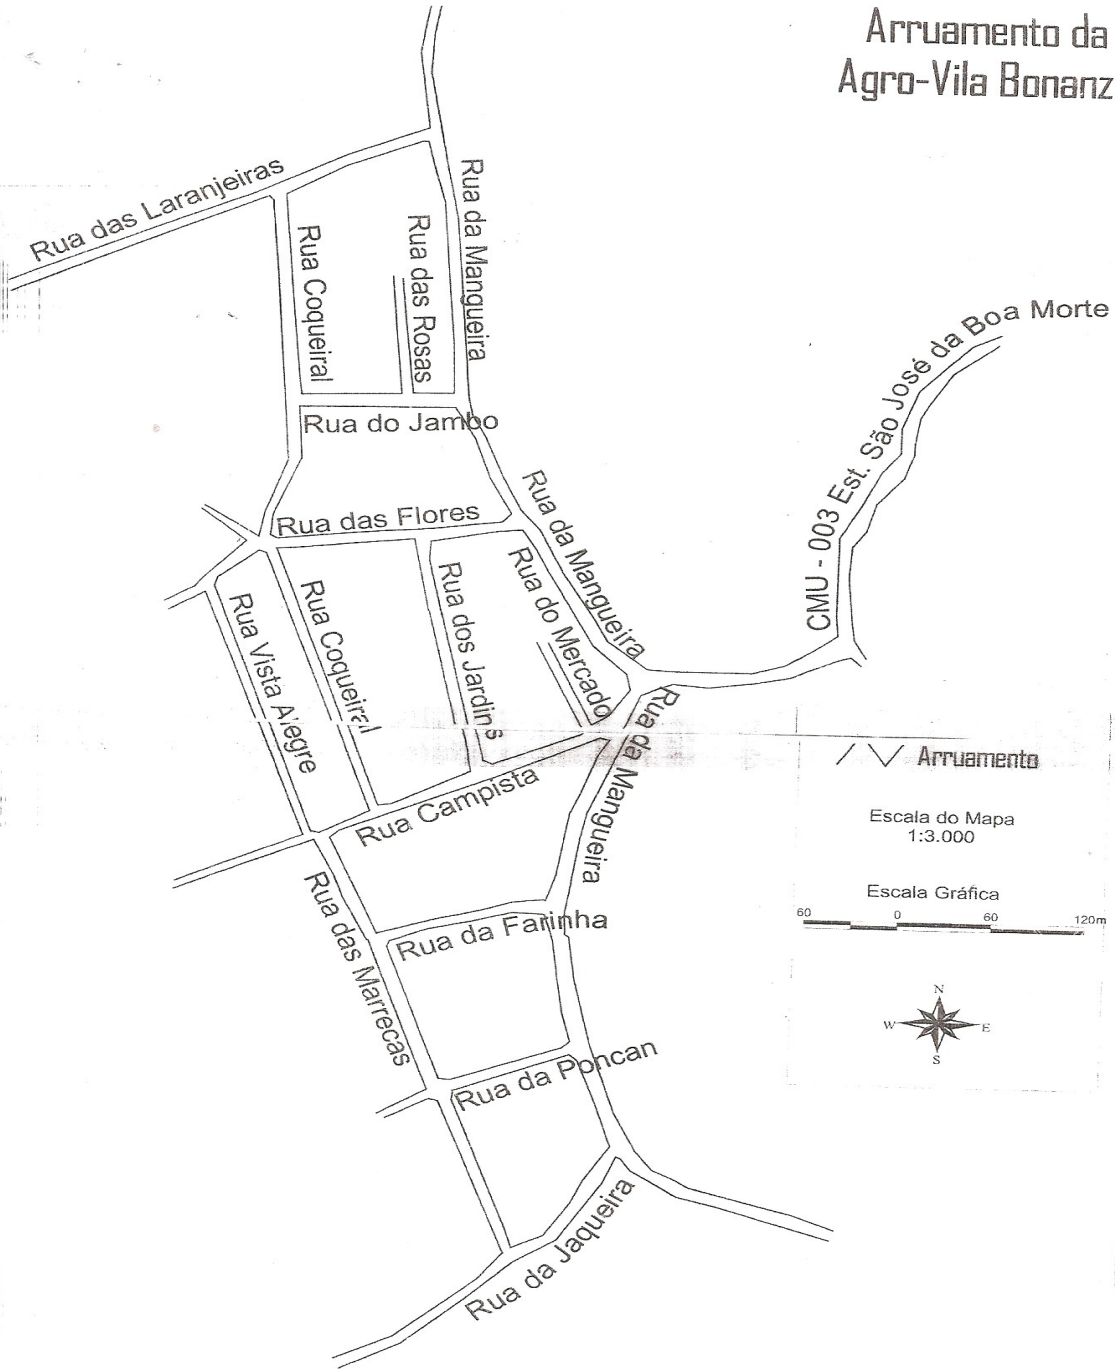 Arruamento da
Agro-Vila Bonanz
Rua das Laranjeiras
Rua da Mangueira
Rua Coqueiral
Rua das Rosas
Rua do Jambo
CMU - 003 Est. São José da Boa Morte
Rua das Flores
Rua da Mangueira
Rua Vista Alegre
Rua Coqueiral
Rua dos Jardins
Rua do Mercado
Rua da Mangueira
Rua Campista
Arruamento
Escala do Mapa
1:3.000
Escala Gráfica
60 0 60 120m
Rua das Marrecas
Rua da Farinha
N
W E
S
Rua da Poncan
Rua da Jaqueira